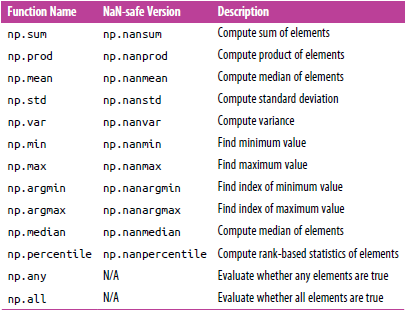 Function Name NaN-safe Version Description
np.sum np.nansum Compute sum of elements
np.prod np.nanprod Compute product of elements
np.mean np.nanmean Compute median of elements
np.std np.nanstd Compute standard deviation
np.var np.nanvar Compute variance
np.min np.nanmin Find minimum value
np.max np.nanmax Find maximum value
np.argmin np.nanargmin Find index of minimum value
np.argmax np.nanargmax Find index of maximum value
np.median np.nanmedian Compute median of elements
np.percentile np.nanpercentile Compute rank-based statistics of elements
np.any N/A Evaluate whether any elements are true
np.all N/A Evaluate whether all elements are true